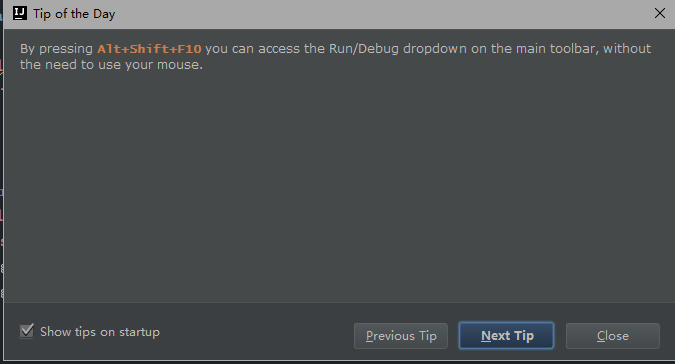 IJ
Tip of the Day
By pressing Alt+Shift+F10 you can access the Run/Debug dropdown on the main toolbar, without
the need to use your mouse.
Show tips on startup
Previous Tip
Next Tip
Close